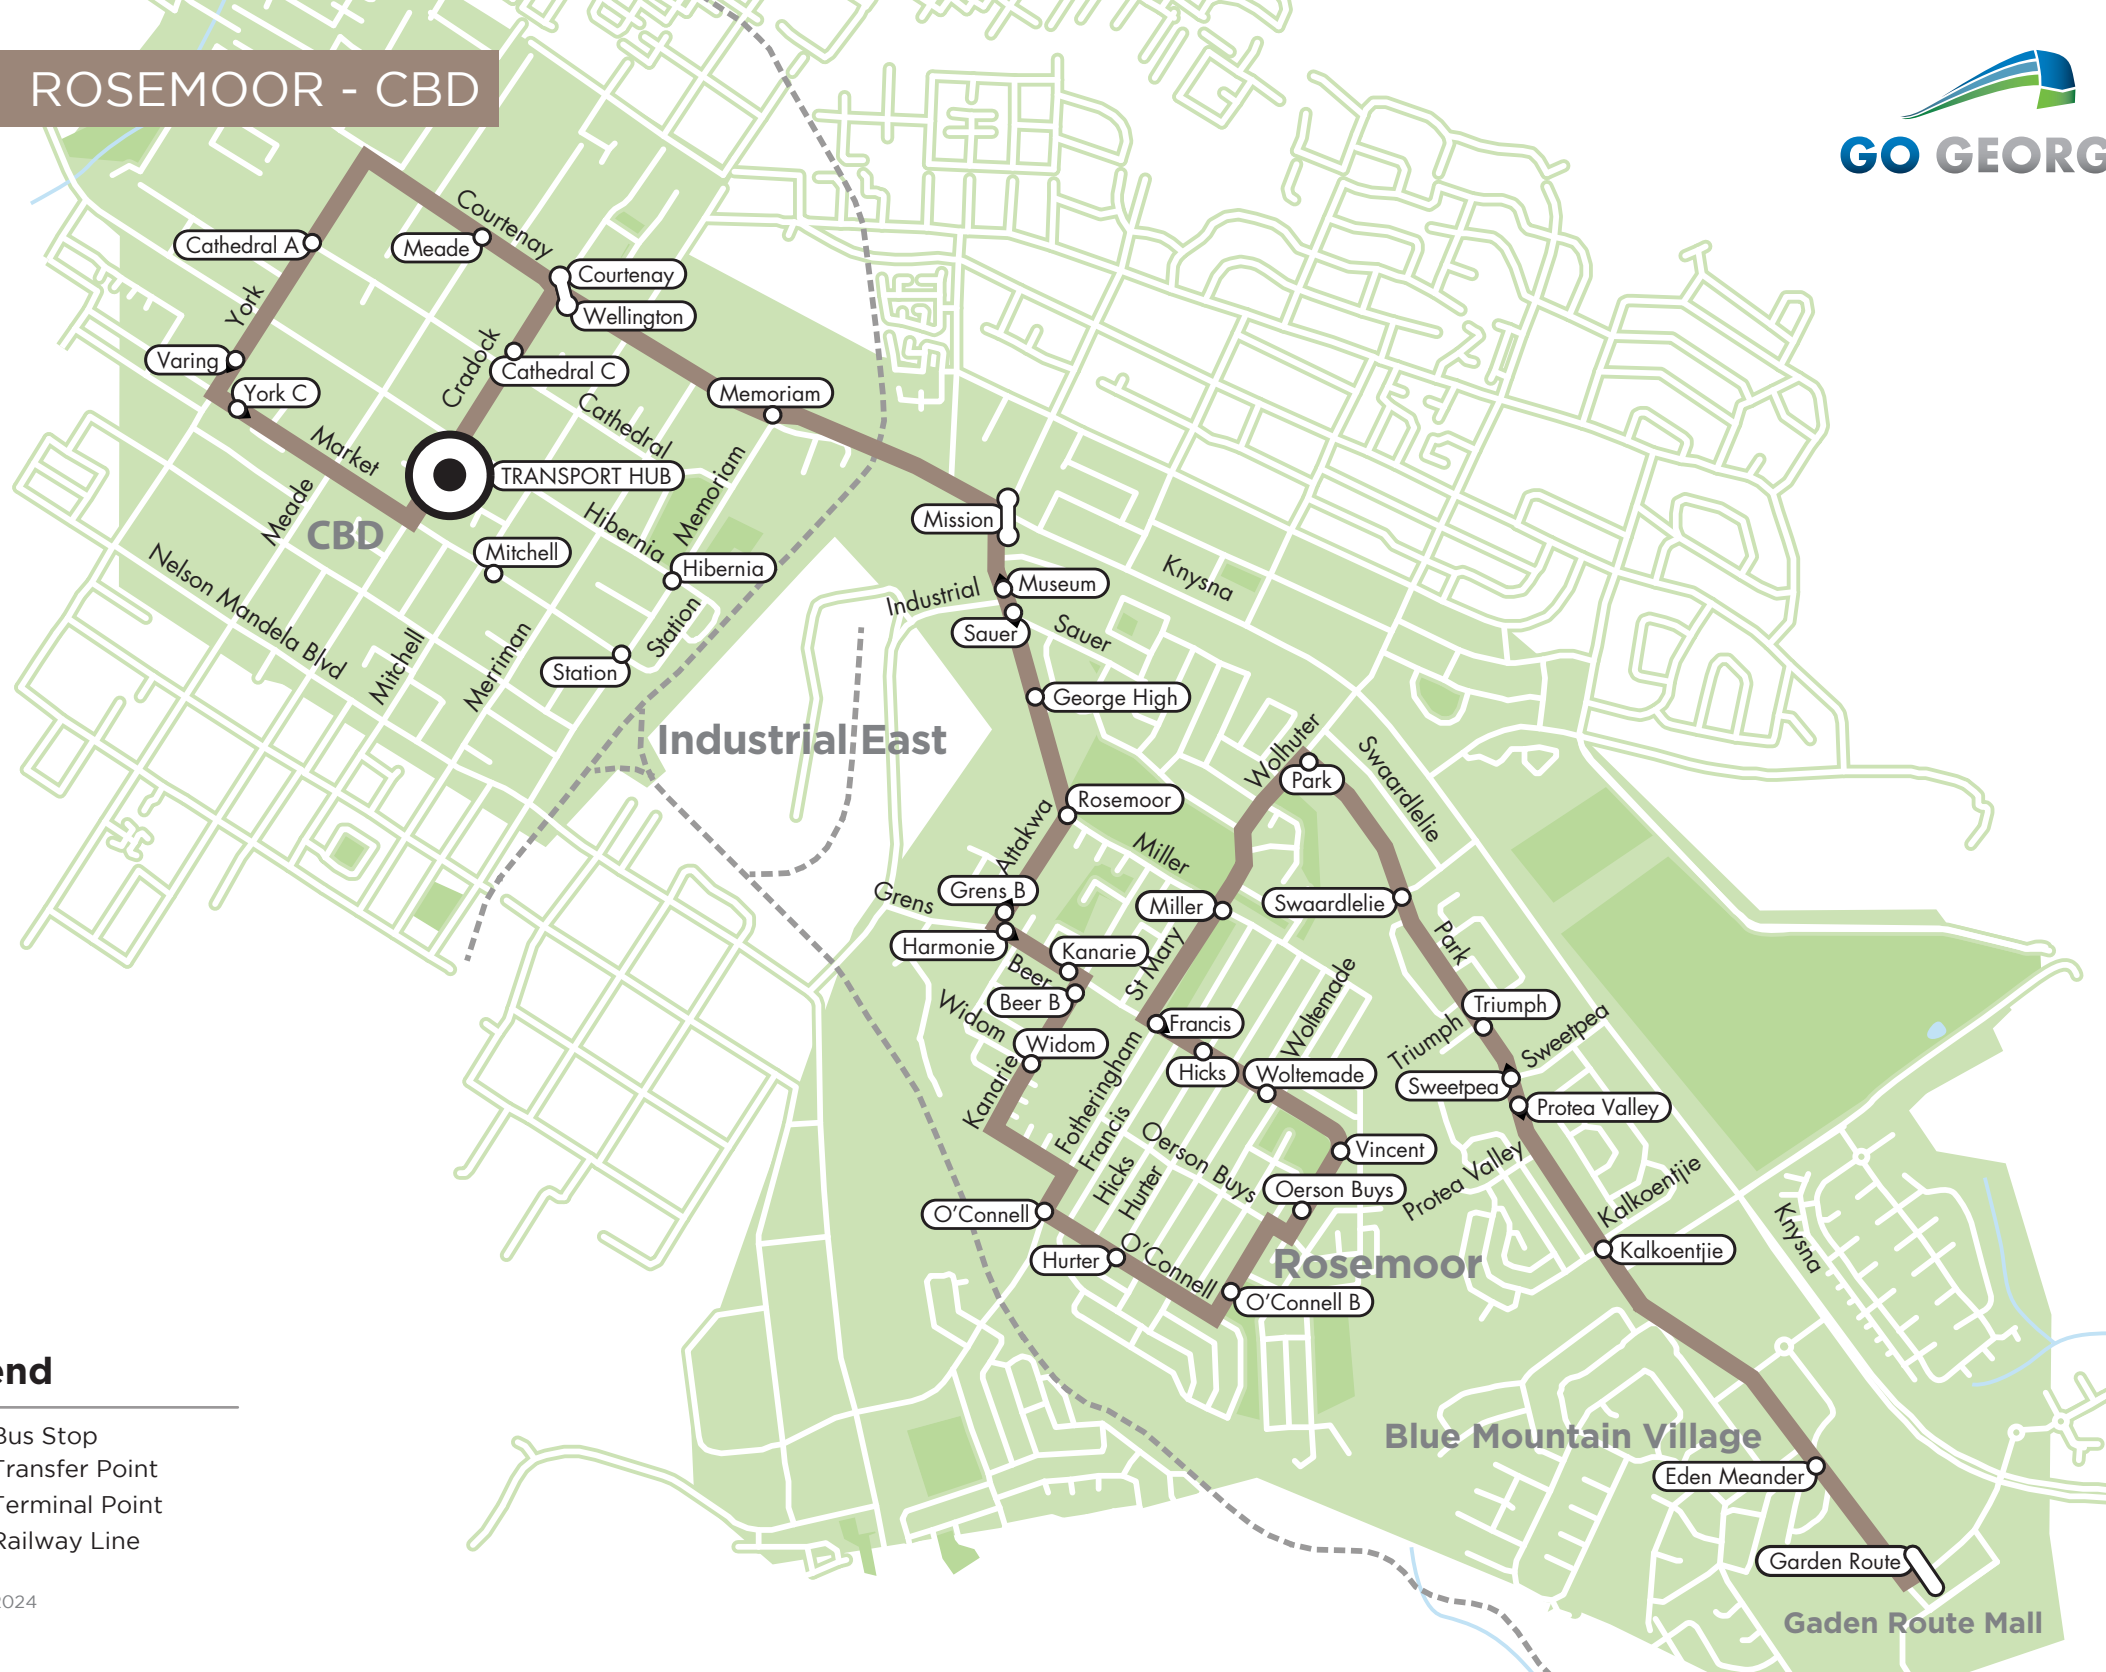 ROSEMOOR - CBD
GO GEORG
Courtenay
Cathedral A
Meade
Courtenay
Wellington
York
Varing
York C
Cradock
Cathedral C
Cathedral
Memoriam
Market
TRANSPORT HUB
Memoriam
Meade
CBD
Hibernia
Mitchell
Hibernia
Mission
Nelson Mandela Blvd
Mitchell
Merriman
Station
Station
Industrial
Museum
Sauer
Sauer
Knysna
George High
Industrial East
Wolhuter
Park
Swaardlelie
Rosemoor
Attakwa
Miller
Grens
Grens B
Miller
Swaardlelie
Harmonie
Kanarie
Beer
Beer B
St Mary
Park
Widom
Widom
Francis
Woltemade
Triumph
Triumph
Sweetpea
Hicks
Woltemade
Sweetpea
Protea Valley
Kanarie
Fotheringham
Francis
Hicks
Hurter
Oerson Buys
Vincent
Protea Valley
Oerson Buys
Kalkoentjie
O'Connell
Hurter
O'Connell
Rosemoor
Kalkoentjie
Knysna
O'Connell B
Blue Mountain Village
Eden Meander
Garden Route
Gaden Route Mall
end
Bus Stop
Transfer Point
Terminal Point
Railway Line
2024